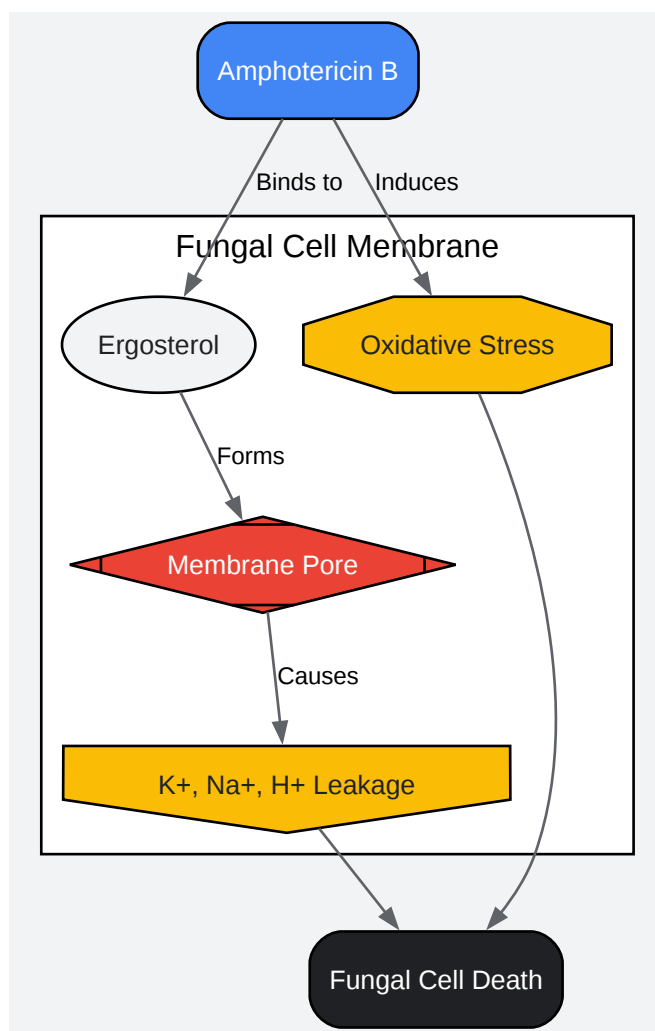 Amphotericin B
Binds to
Induces
Fungal Cell Membrane
Ergosterol
Oxidative Stress
Forms
Membrane Pore
Causes
K+, Na+, H+ Leakage
Fungal Cell Death